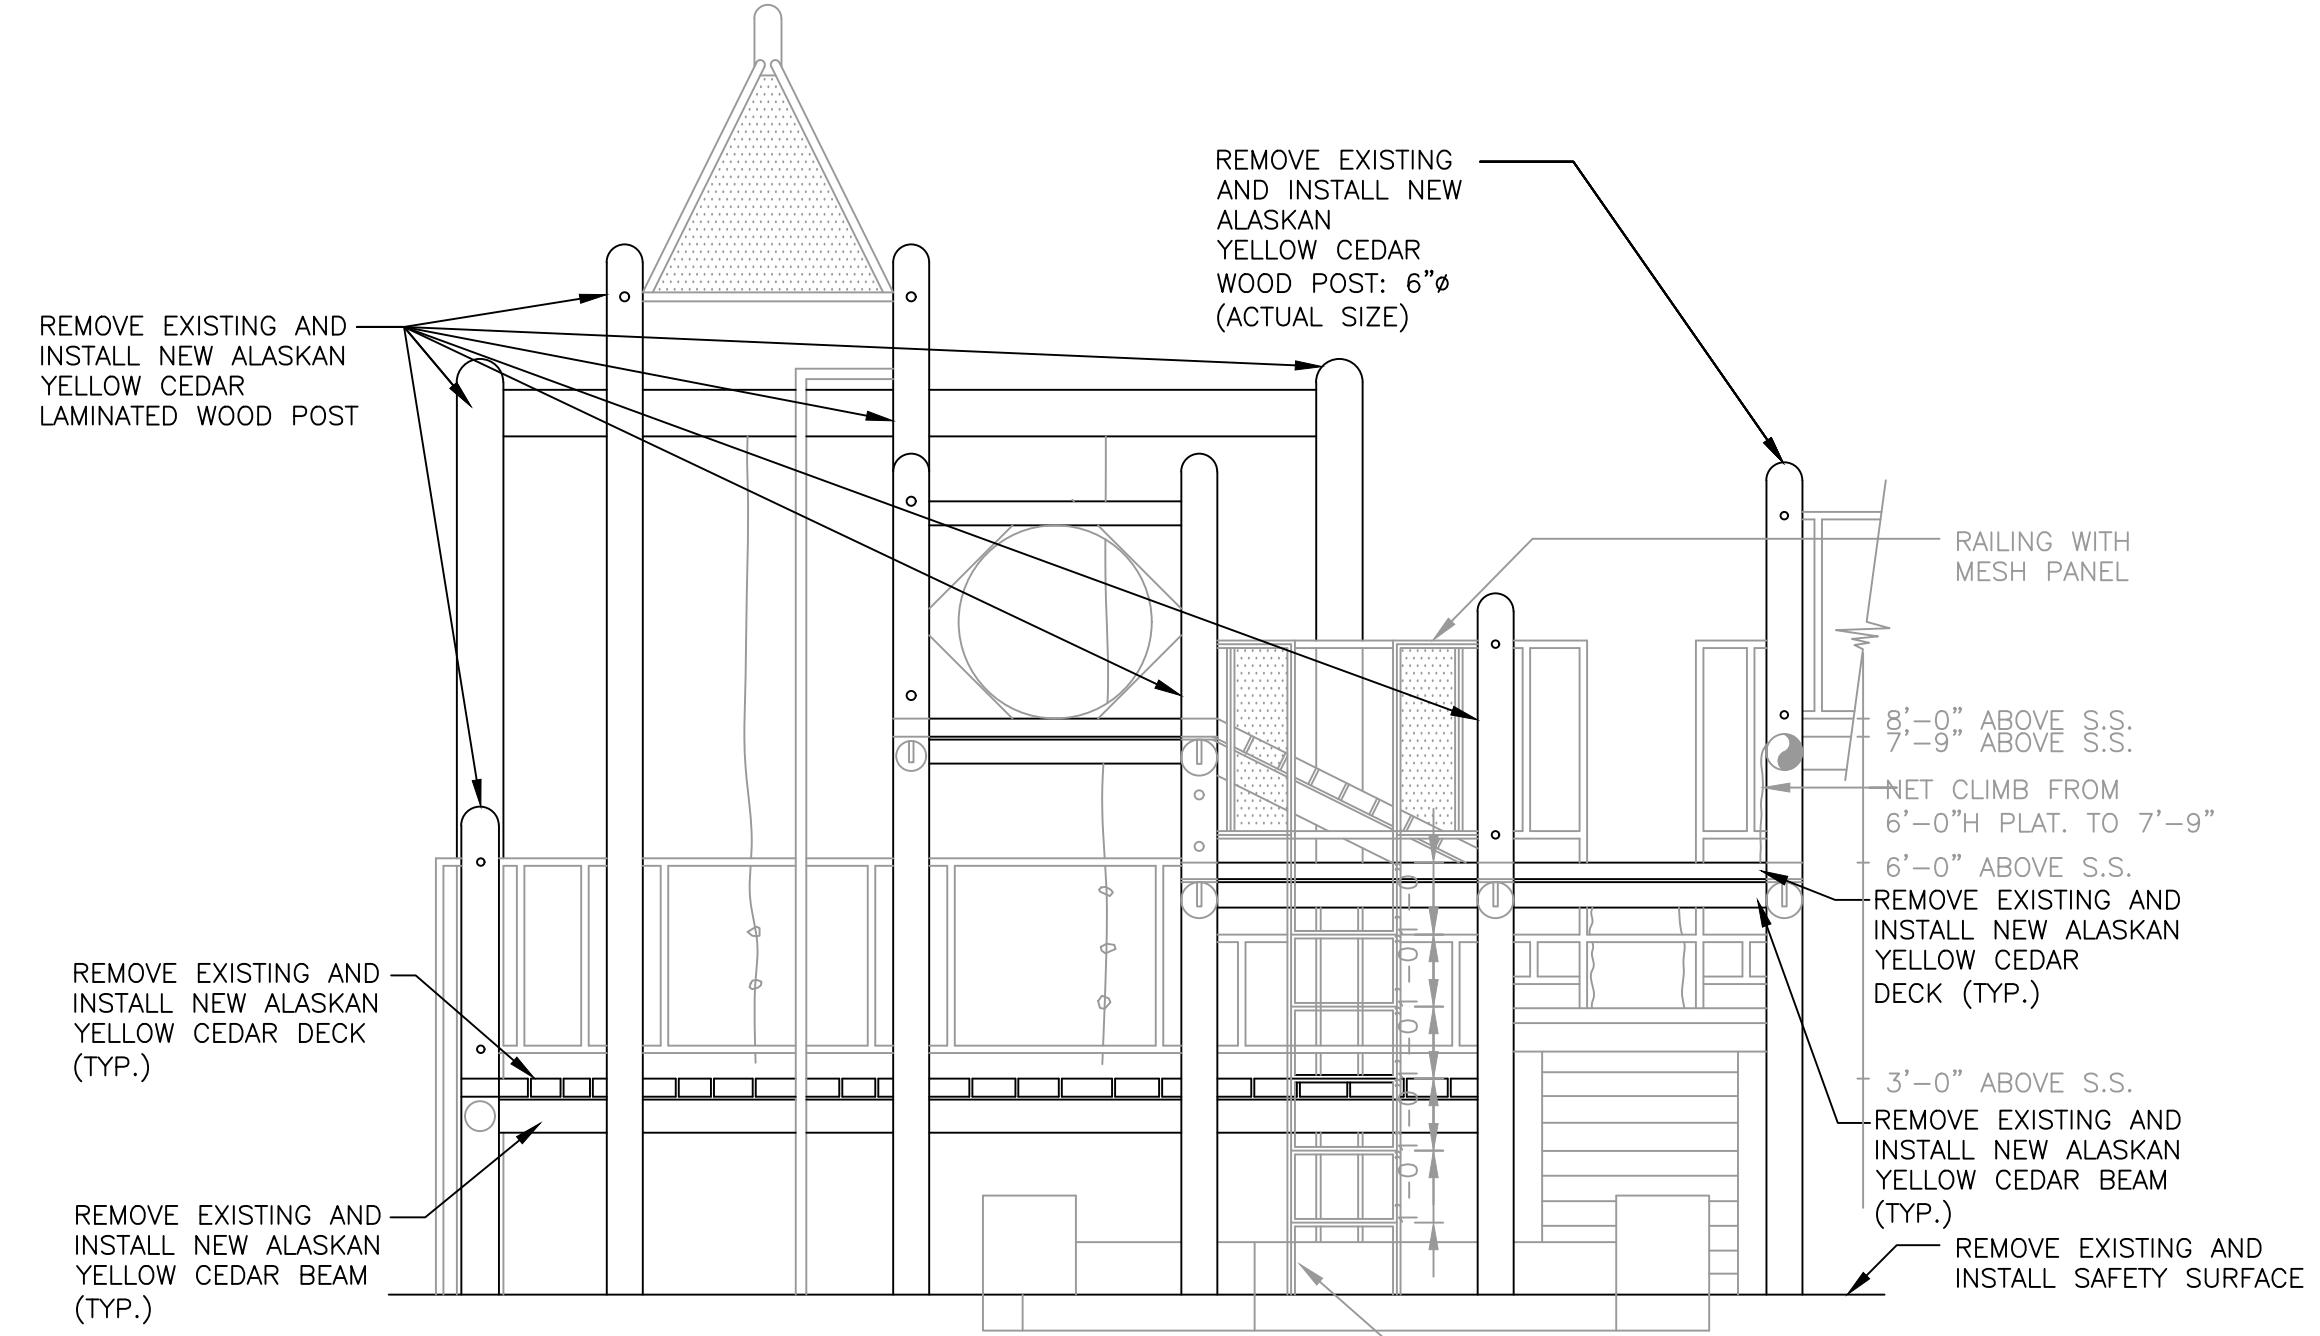 REMOVE EXISTING
AND INSTALL NEW
ALASKAN
YELLOW CEDAR
WOOD POST: 6”ø
(ACTUAL SIZE)
REMOVE EXISTING AND
INSTALL NEW ALASKAN
YELLOW CEDAR
LAMINATED WOOD POST
RAILING WITH
MESH PANEL
8'-0” ABOVE S.S.
7'-9” ABOVE S.S.
NET CLIMB FROM
6'-0”H PLAT. TO 7'-9”
6'-0” ABOVE S.S.
REMOVE EXISTING AND
INSTALL NEW ALASKAN
YELLOW CEDAR
DECK (TYP.)
REMOVE EXISTING AND
INSTALL NEW ALASKAN
YELLOW CEDAR DECK
(TYP.)
3'-0” ABOVE S.S.
REMOVE EXISTING AND
INSTALL NEW ALASKAN
YELLOW CEDAR BEAM
(TYP.)
REMOVE EXISTING AND
INSTALL NEW ALASKAN
YELLOW CEDAR BEAM
(TYP.)
REMOVE EXISTING AND
INSTALL SAFETY SURFACE